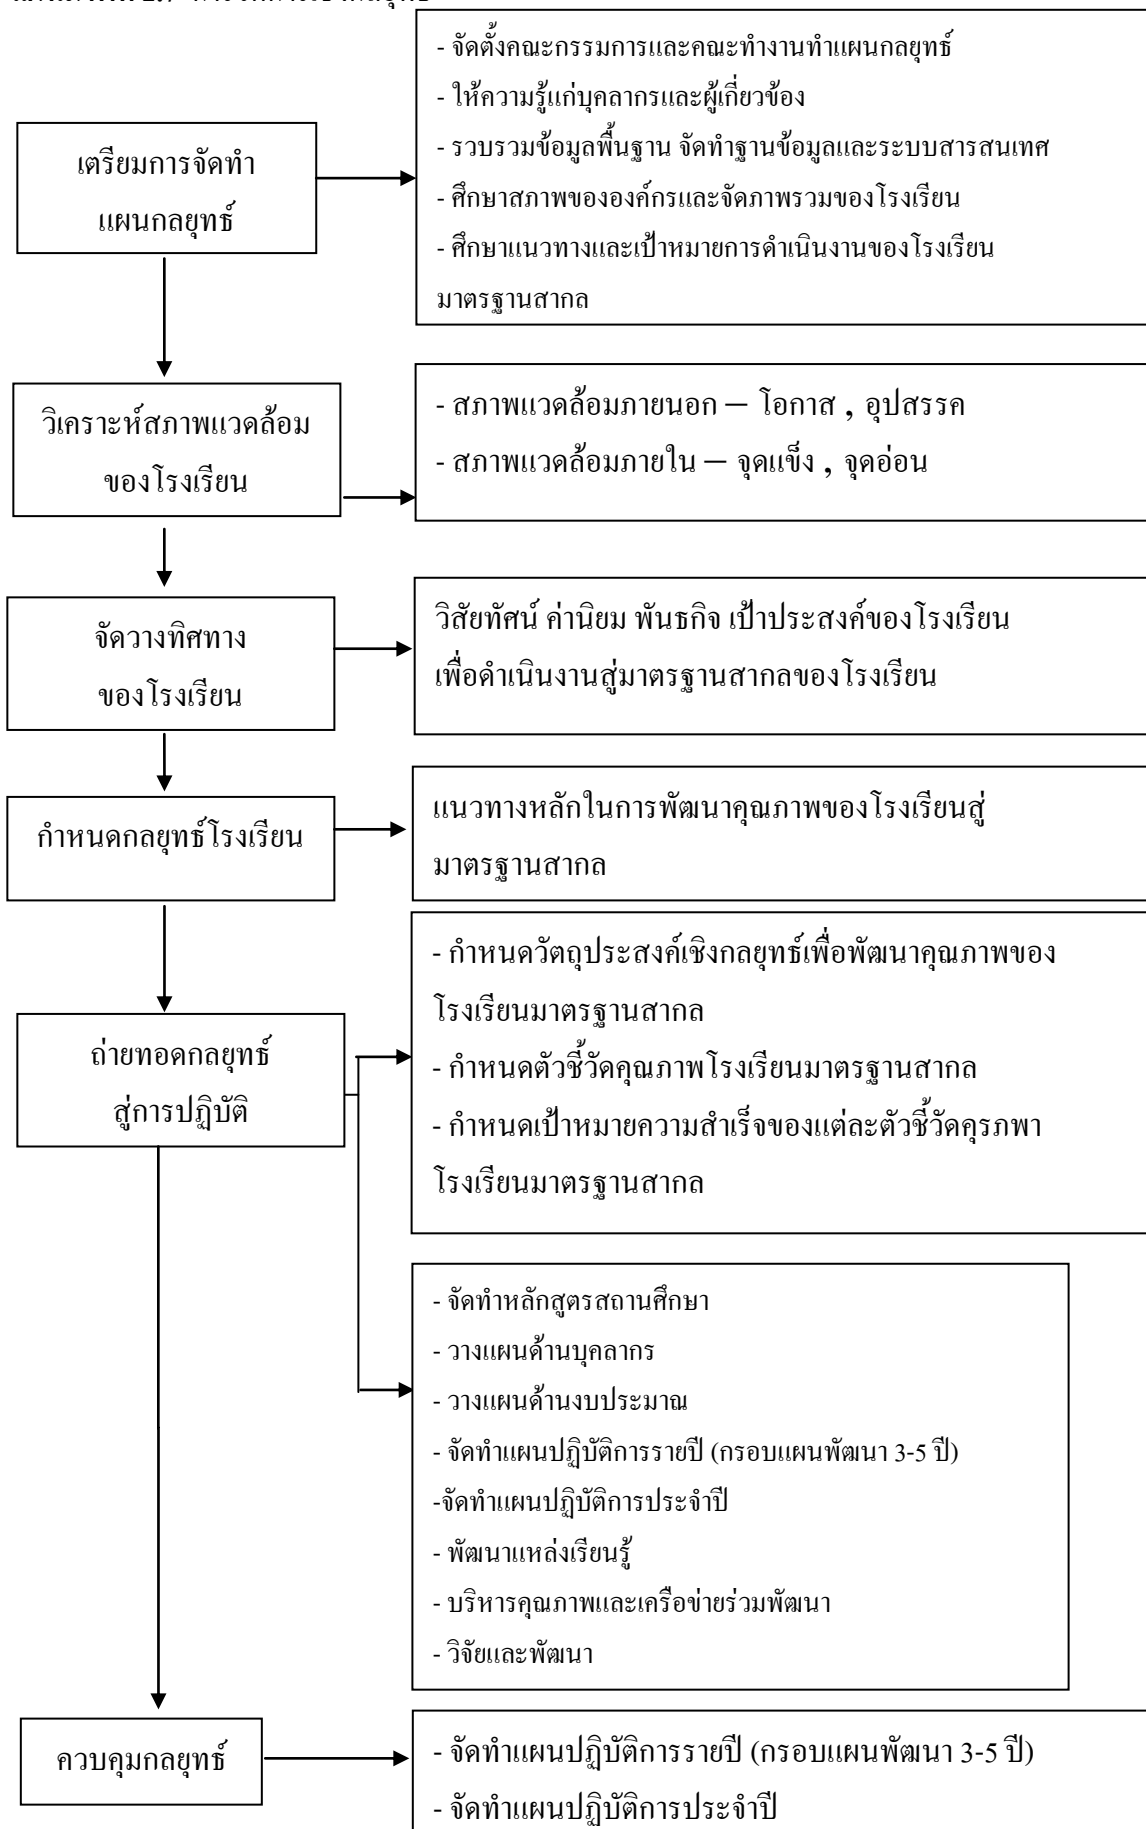 เตรียมการจัดทำ
แผนกลยุทธ์
- จัดตั้งคณะกรรมการและคณะทำงานทำแผนกลยุทธ์
- ให้ความรู้แก่บุคลากรและผู้เกี่ยวข้อง
- รวบรวมข้อมูลพื้นฐาน จัดทำฐานข้อมูลและระบบสารสนเทศ
- ศึกษาสภาพขององค์กรและจัดภาพรวมของโรงเรียน
- ศึกษาแนวทางและเป้าหมายการดำเนินงานของโรงเรียน
มาตรฐานสากล
วิเคราะห์สภาพแวดล้อม
ของโรงเรียน
- สภาพแวดล้อมภายนอก – โอกาส , อุปสรรค
- สภาพแวดล้อมภายใน – จุดแข็ง , จุดอ่อน
จัดวางทิศทาง
ของโรงเรียน
วิสัยทัศน์ ค่านิยม พันธกิจ เป้าประสงค์ของโรงเรียน
เพื่อดำเนินงานสู่มาตรฐานสากลของโรงเรียน
กำหนดกลยุทธ์โรงเรียน
แนวทางหลักในการพัฒนาคุณภาพของโรงเรียนสู่
มาตรฐานสากล
ถ่ายทอดกลยุทธ์
สู่การปฏิบัติ
- กำหนดวัตถุประสงค์เชิงกลยุทธ์เพื่อพัฒนาคุณภาพของ
โรงเรียนมาตรฐานสากล
- กำหนดตัวชี้วัดคุณภาพโรงเรียนมาตรฐานสากล
- กำหนดเป้าหมายความสำเร็จของแต่ละตัวชี้วัดคุรภพา
โรงเรียนมาตรฐานสากล
- จัดทำหลักสูตรสถานศึกษา
- วางแผนด้านบุคลากร
- วางแผนด้านงบประมาณ
- จัดทำแผนปฏิบัติการรายปี (กรอบแผนพัฒนา 3-5 ปี)
-จัดทำแผนปฏิบัติการประจำปี
- พัฒนาแหล่งเรียนรู้
- บริหารคุณภาพและเครือข่ายร่วมพัฒนา
- วิจัยและพัฒนา
ควบคุมกลยุทธ์
- จัดทำแผนปฏิบัติการรายปี (กรอบแผนพัฒนา 3-5 ปี)
- จัดทำแผนปฏิบัติการประจำปี